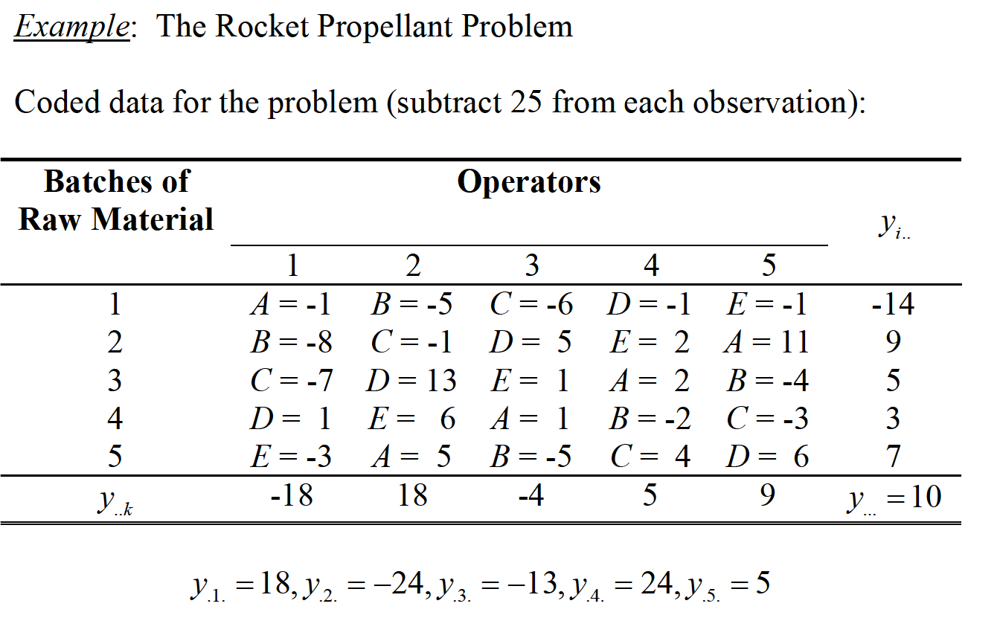 Example: The Rocket Propellant Problem
Coded data for the problem (subtract 25 from each observation):
Batches of Raw Material Operators y_{i..}
1 2 3 4 5
1 A = -1 B = -5 C = -6 D = -1 E = -1 -14
2 B = -8 C = -1 D = 5 E = 2 A = 11 9
3 C = -7 D = 13 E = 1 A = 2 B = -4 5
4 D = 1 E = 6 A = 1 B = -2 C = -3 3
5 E = -3 A = 5 B = -5 C = 4 D = 6 7
y_{..k} -18 18 -4 5 9 y_{...} = 10
y_{.1.} = 18, y_{.2.} = −24, y_{.3.} = −13, y_{.4.} = 24, y_{.5.} = 5